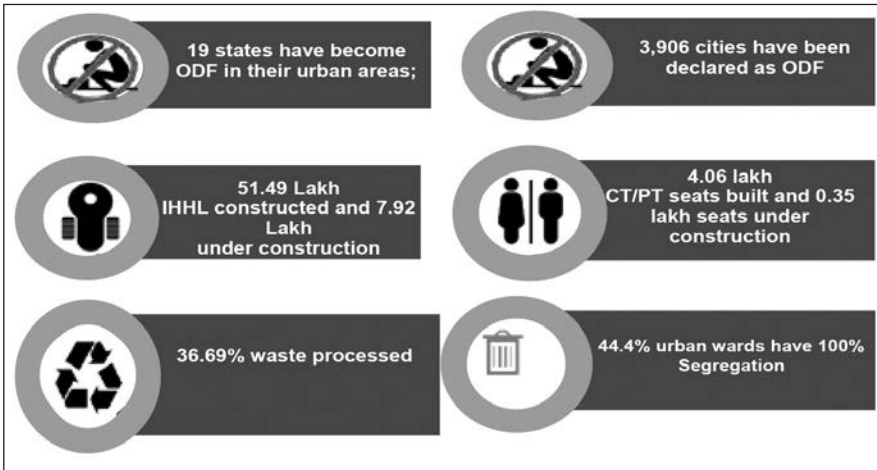 19 states have become
ODF in their urban areas;
3,906 cities have been
declared as ODF
51.49 Lakh
IHHL constructed and 7.92
Lakh
under construction
4.06 lakh
CT/PT seats built and 0.35
lakh seats under
construction
36.69% waste processed
44.4% urban wards have 100%
Segregation